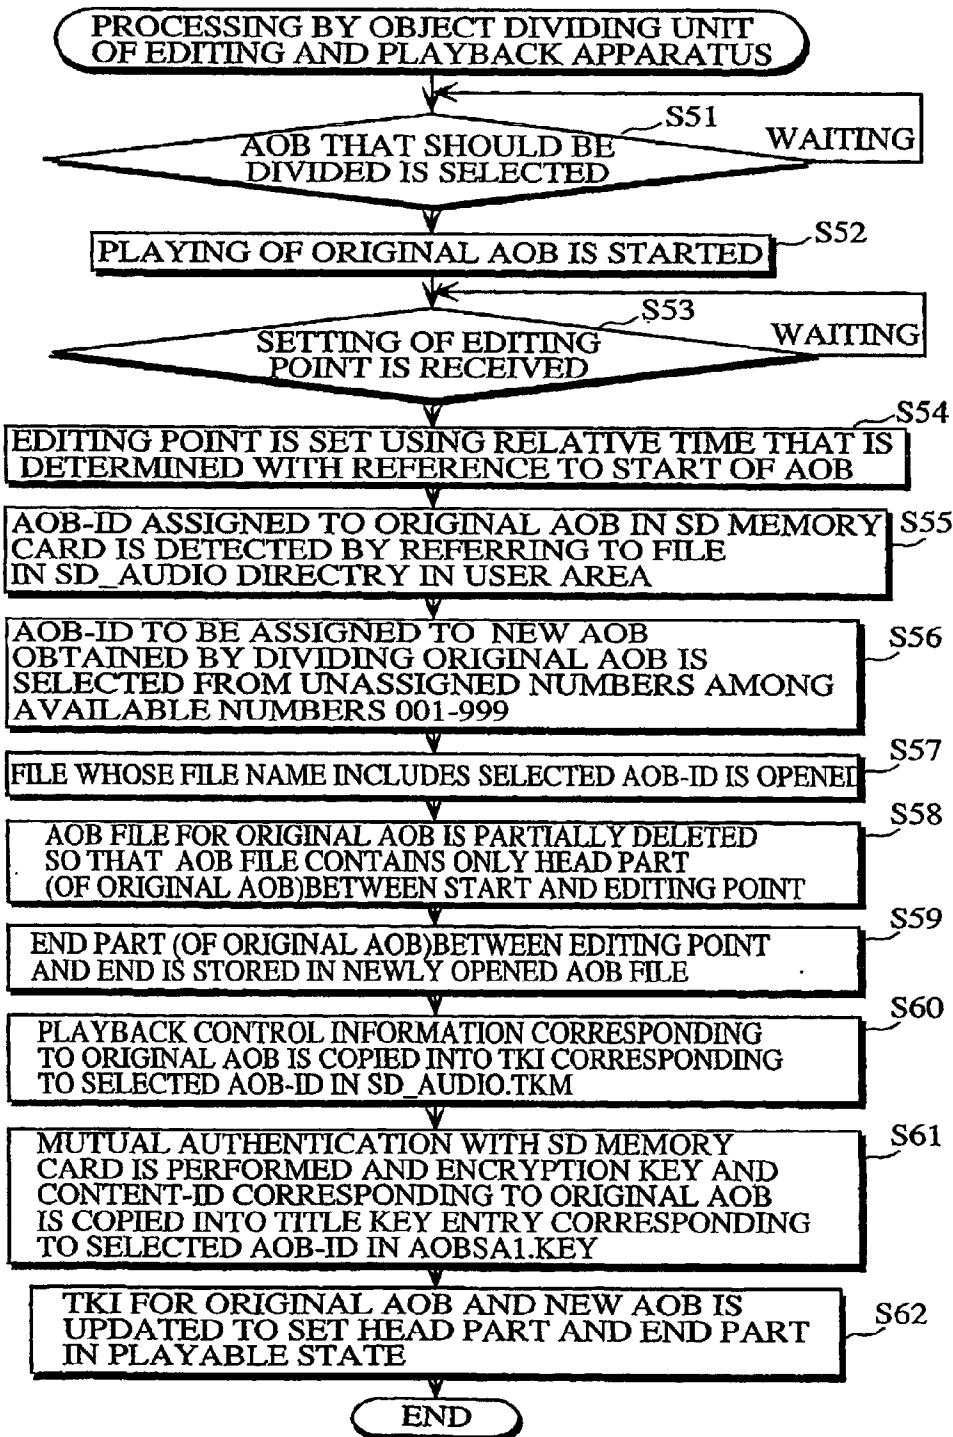 PROCESSING BY OBJECT DIVIDING UNIT
OF EDITING AND PLAYBACK APPARATUS
S51
WAITING
AOB THAT SHOULD BE
DIVIDED IS SELECTED
S52
PLAYING OF ORIGINAL AOB IS STARTED
S53
WAITING
SETTING OF EDITING
POINT IS RECEIVED
S54
EDITING POINT IS SET USING RELATIVE TIME THAT IS
DETERMINED WITH REFERENCE TO START OF AOB
S55
AOB-ID ASSIGNED TO ORIGINAL AOB IN SD MEMORY
CARD IS DETECTED BY REFERRING TO FILE
IN SD_AUDIO DIRECTRY IN USER AREA
S56
AOB-ID TO BE ASSIGNED TO NEW AOB
OBTAINED BY DIVIDING ORIGINAL AOB IS
SELECTED FROM UNASSIGNED NUMBERS AMONG
AVAILABLE NUMBERS 001-999
S57
FILE WHOSE FILE NAME INCLUDES SELECTED AOB-ID IS OPENED
S58
AOB FILE FOR ORIGINAL AOB IS PARTIALLY DELETED
SO THAT AOB FILE CONTAINS ONLY HEAD PART
(OF ORIGINAL AOB)BETWEEN START AND EDITING POINT
S59
END PART (OF ORIGINAL AOB)BETWEEN EDITING POINT
AND END IS STORED IN NEWLY OPENED AOB FILE
S60
PLAYBACK CONTROL INFORMATION CORRESPONDING
TO ORIGINAL AOB IS COPIED INTO TKI CORRESPONDING
TO SELECTED AOB-ID IN SD_AUDIO.TKM
S61
MUTUAL AUTHENTICATION WITH SD MEMORY
CARD IS PERFORMED AND ENCRYPTION KEY AND
CONTENT-ID CORRESPONDING TO ORIGINAL AOB
IS COPIED INTO TITLE KEY ENTRY CORRESPONDING
TO SELECTED AOB-ID IN AOBSA1.KEY
S62
TKI FOR ORIGINAL AOB AND NEW AOB IS
UPDATED TO SET HEAD PART AND END PART
IN PLAYABLE STATE
END